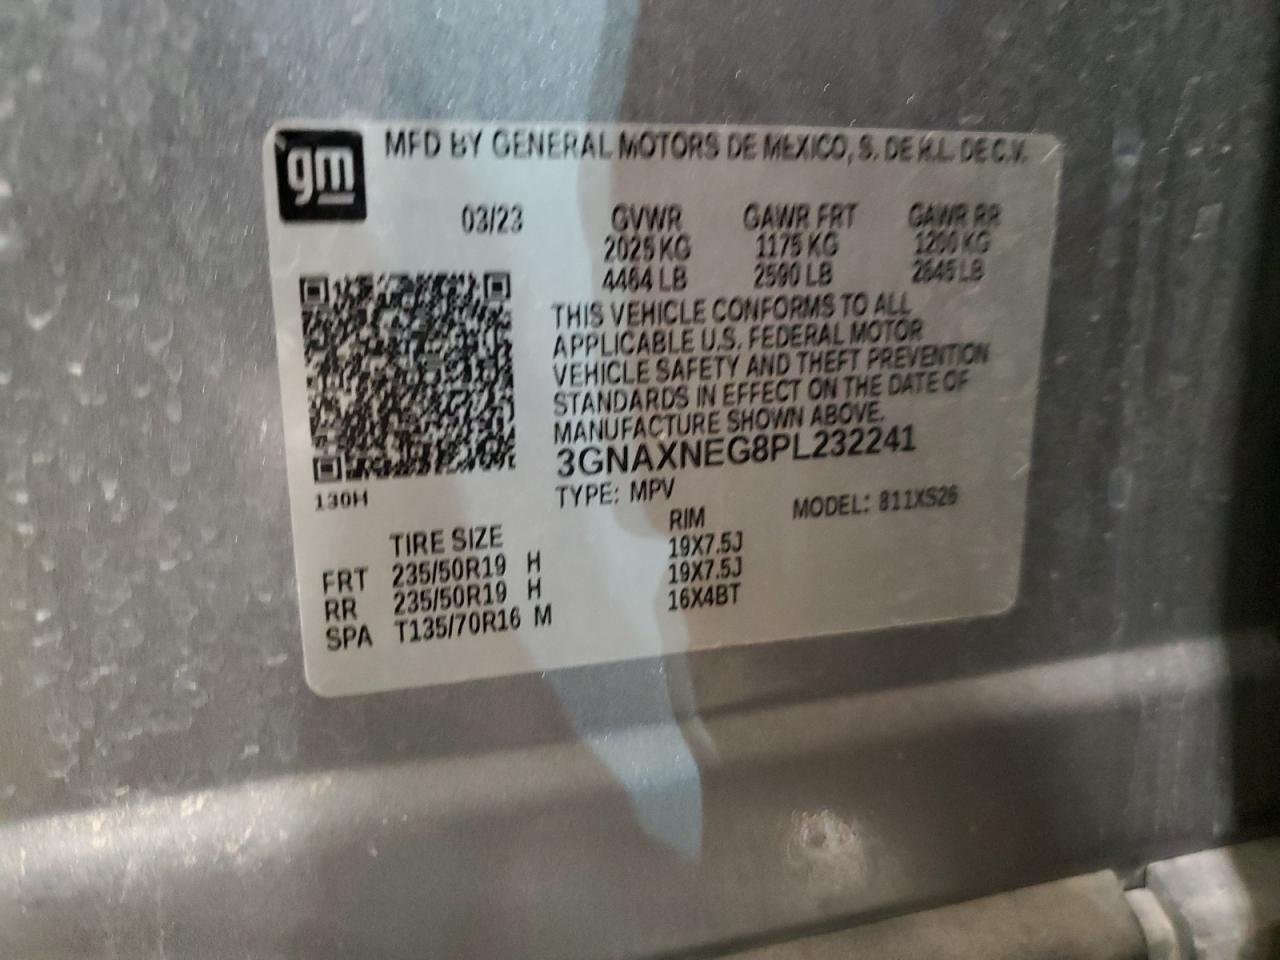 gm
MFD BY GENERAL MOTORS DE MEXICO, S. DE R.L. DE C.V.
03/23 GVWR GAWR FRT GAWR RR
2025 KG 1175 KG 1200 KG
4464 LB 2590 LB 2645 LB
THIS VEHICLE CONFORMS TO ALL
APPLICABLE U.S. FEDERAL MOTOR
VEHICLE SAFETY AND THEFT PREVENTION
STANDARDS IN EFFECT ON THE DATE OF
MANUFACTURE SHOWN ABOVE.
3GNAXNEG8PL232241
130H
TYPE: MPV MODEL: 811XS26
TIRE SIZE RIM
FRT 235/50R19 H 19X7.5J
RR 235/50R19 H 19X7.5J
SPA T135/70R16 M 16X4BT